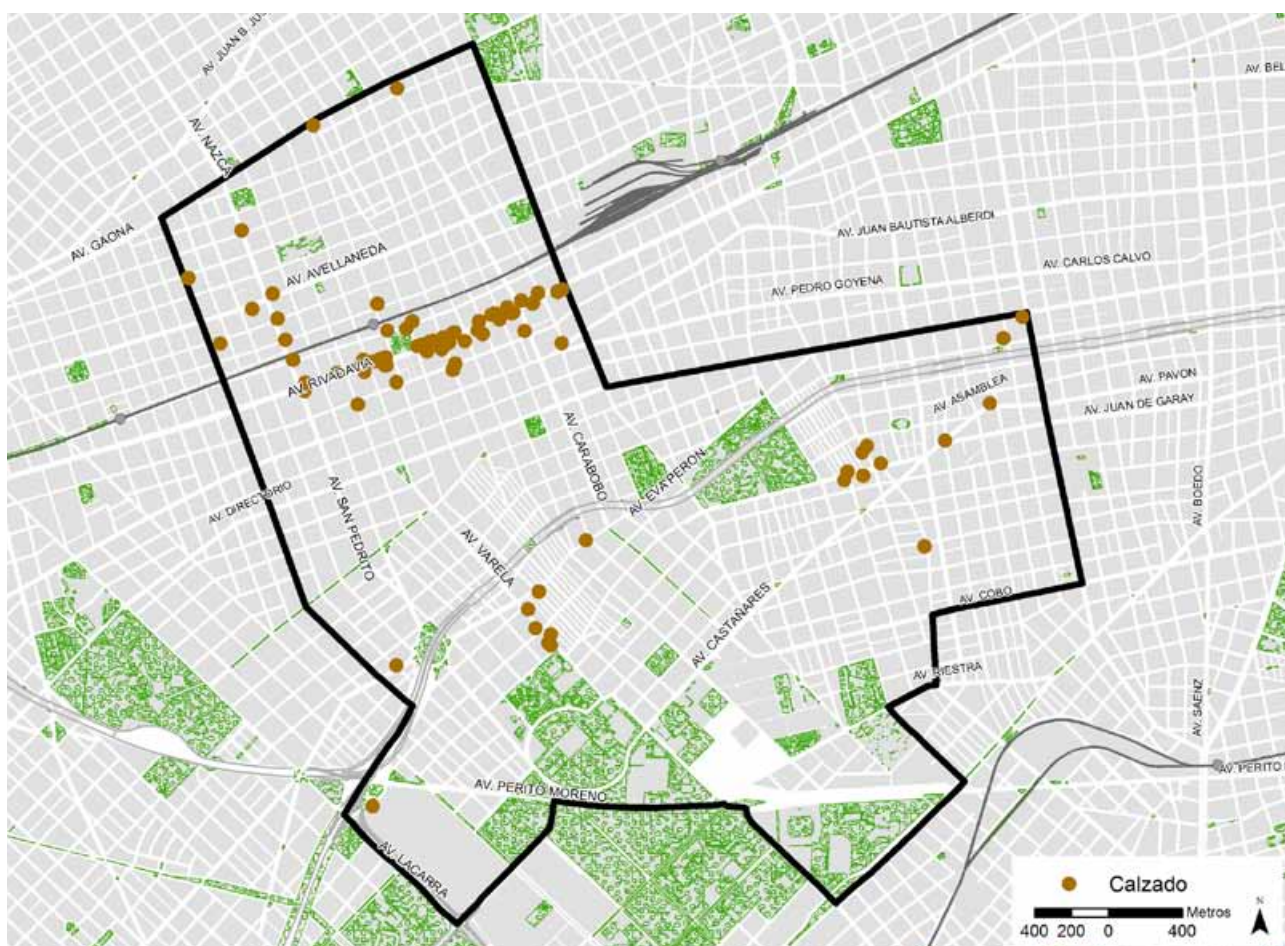 AV. JUAN B. JUS
AV. BEL
AV. NAZCA
AV. GAONA
AV. JUAN BAUTISTA ALBERDI
AV. AVELLANEDA
AV. CARLOS CALVO
AV. PEDRO GOYENA
AV. RIVADAVIA
AV. ASAMBLEA
AV. PAVON
AV. JUAN DE GARAY
AV. CARABOBO
AV. EVA PERON
AV. BOEDO
AV. DIRECTORIO
AV. SAN PEDRITO
AV. VARELA
AV. COBO
AV. CASTAÑARES
AV. RIESTRA
AV. SAENZ
AV. PERITO MORENO
AV. PERITO
AV. LACARRA
Calzado
Metros
400 200 0 400
N